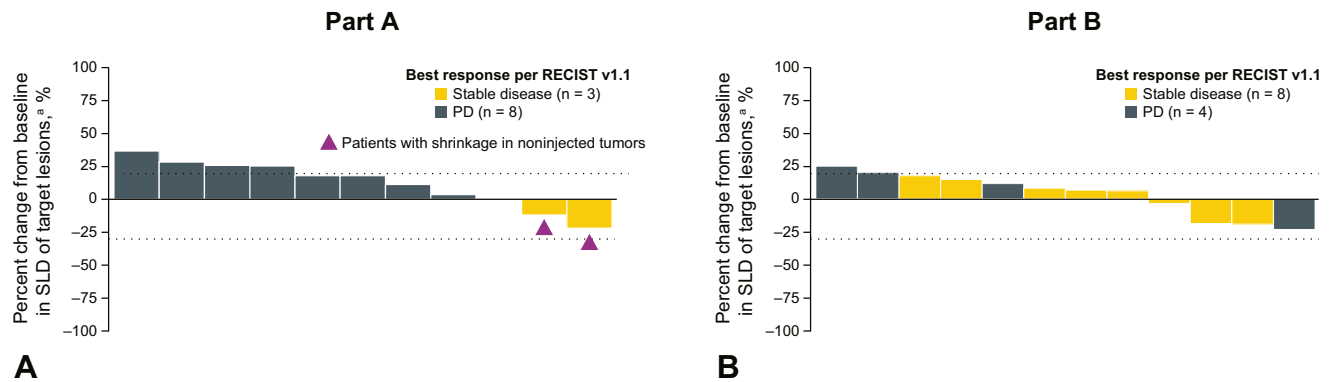 Part A
Percent change from baseline
in SLD of target lesions,ᵃ %
100
75
50
25
0
–25
–50
–75
–100
Best response per RECIST v1.1
Stable disease (n = 3)
PD (n = 8)
Patients with shrinkage in noninjected tumors
A
Part B
Percent change from baseline
in SLD of target lesions,ᵃ %
100
75
50
25
0
–25
–50
–75
–100
Best response per RECIST v1.1
Stable disease (n = 8)
PD (n = 4)
B